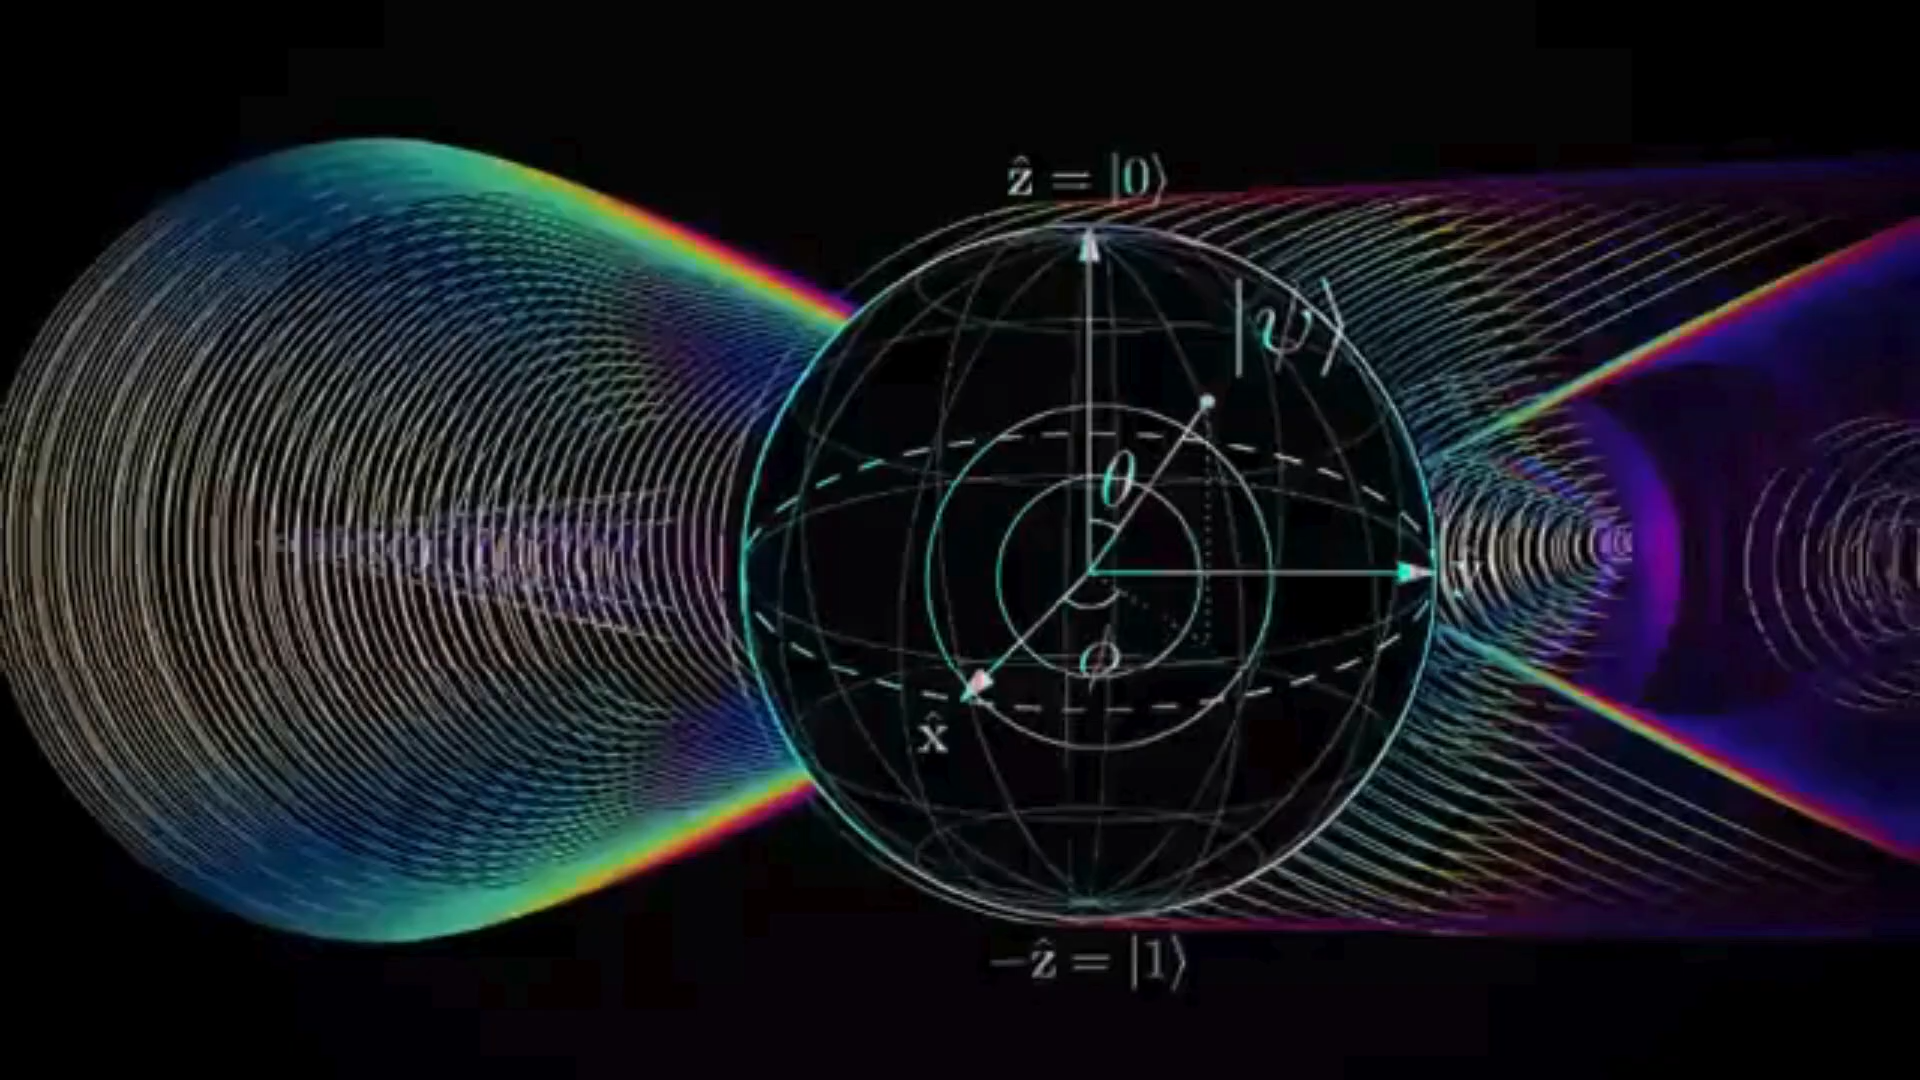 ẑ = |0⟩
|ψ⟩
θ
ϕ
x̂
−ẑ = |1⟩